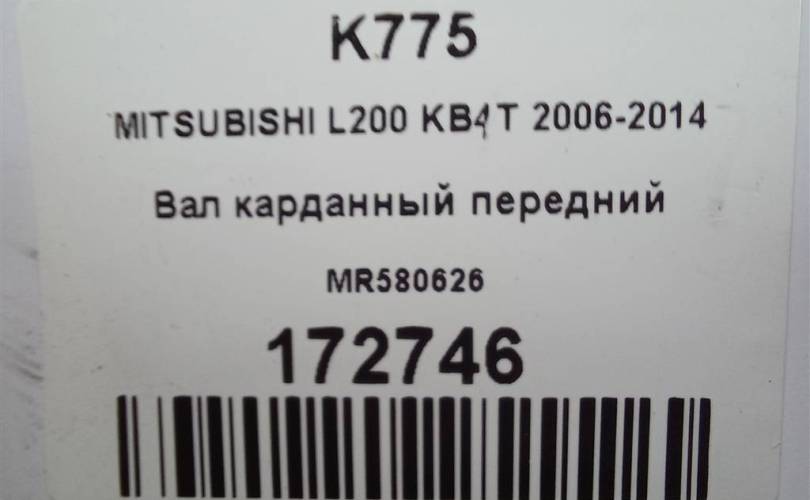 K775
MITSUBISHI L200 KB4T 2006-2014
Вал карданный передний
MR580626
172746